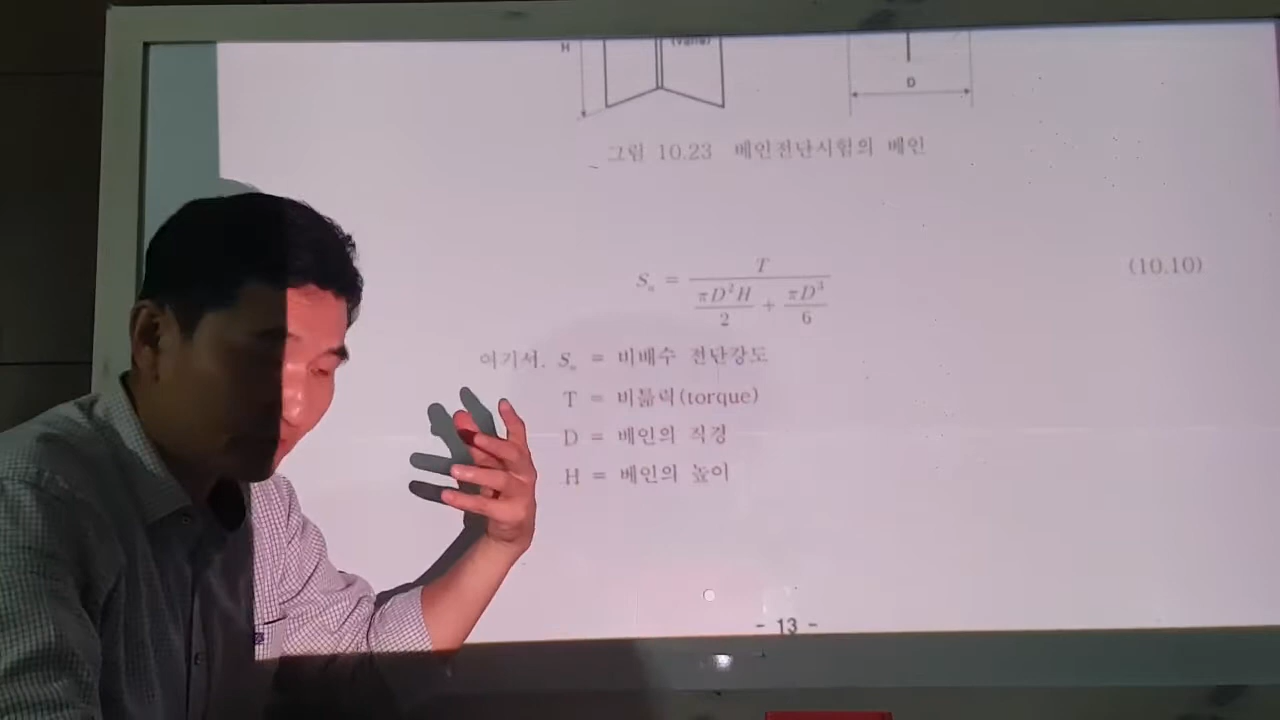 H
(vane)
D
그림 10.23 베인전단시험의 베인
S_u = T / (πD²H/2 + πD³/6) (10.10)
여기서, S_u = 비배수 전단강도
T = 비틂력(torque)
D = 베인의 직경
H = 베인의 높이
- 13 -